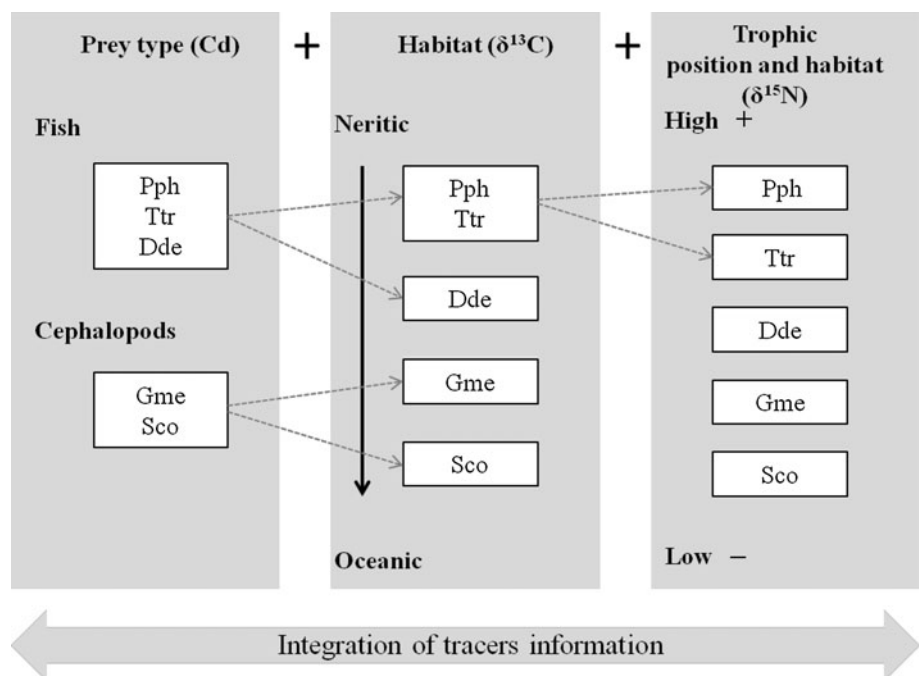 Prey type (Cd)
+
Habitat (δ¹³C)
+
Trophic
position and habitat
(δ¹⁵N)
Fish
Pph
Ttr
Dde
Cephalopods
Gme
Sco
Neritic
Pph
Ttr
Dde
Gme
Sco
Oceanic
High +
Pph
Ttr
Dde
Gme
Sco
Low −
Integration of tracers information